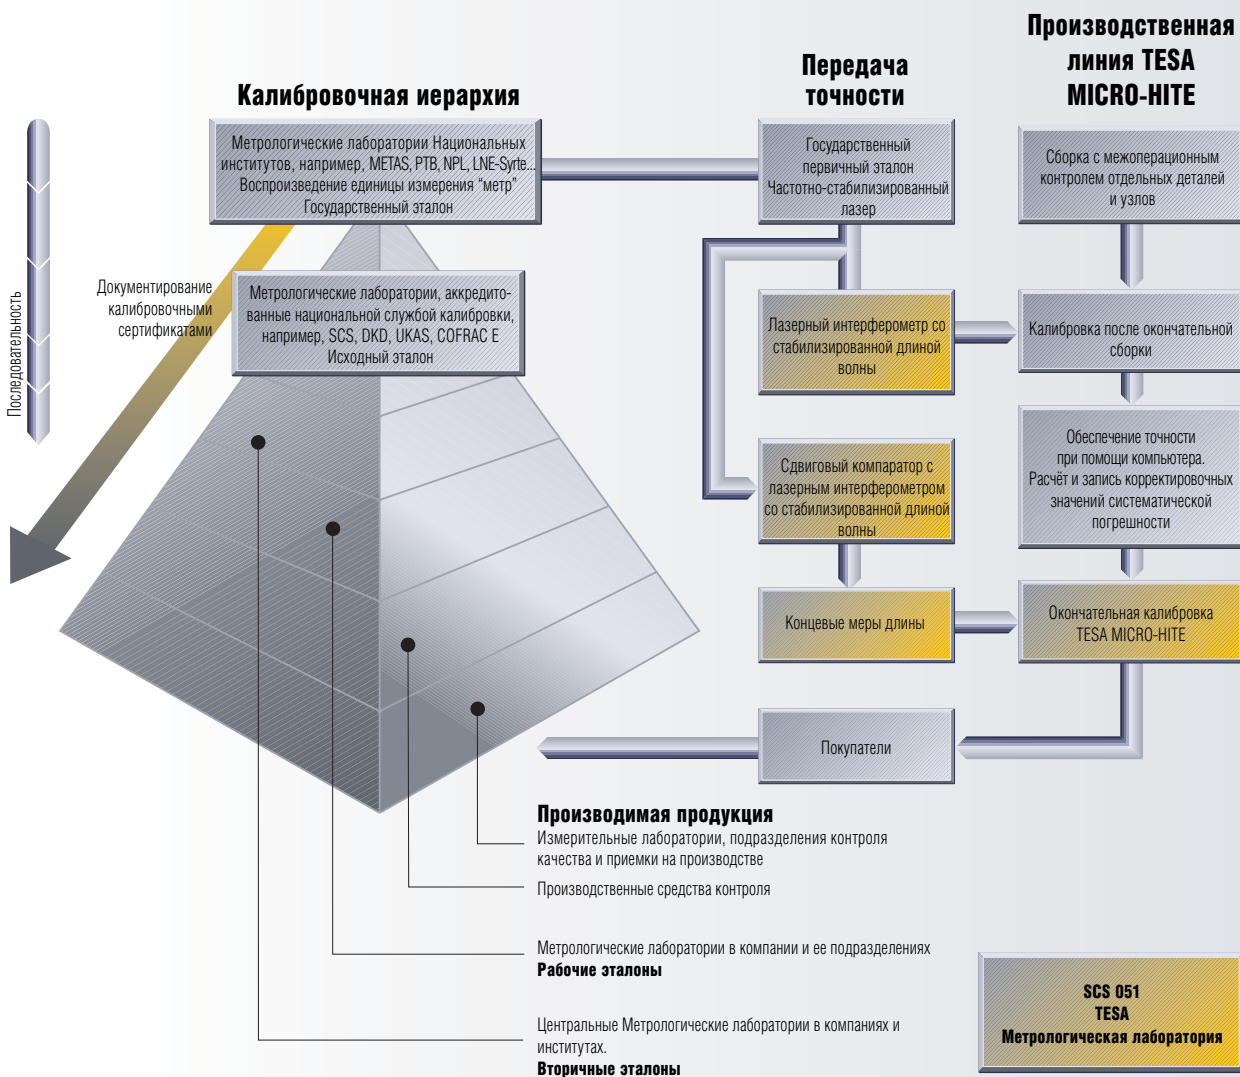 Производственная
линия TESA
MICRO-HITE
Передача
точности
Калибровочная иерархия
Метрологические лаборатории Национальных
институтов, например, METAS, PTB, NPL, LNE-Syrte...
Воспроизведение единицы измерения “метр”
Государственный эталон
Государственный
первичный эталон
Частотно-стабилизированный
лазер
Сборка с межоперационным
контролем отдельных деталей
и узлов
Последовательность
Документирование
калибровочными
сертификатами
Метрологические лаборатории, аккредито-
ванные национальной службой калибровки,
например, SCS, DKD, UKAS, COFRAC E
Исходный эталон
Лазерный интерферометр со
стабилизированной длиной
волны
Калибровка после окончательной
сборки
Сдвиговый компаратор с
лазерным интерферометром
со стабилизированной длиной
волны
Обеспечение точности
при помощи компьютера.
Расчёт и запись корректировочных
значений систематической
погрешности
Концевые меры длины
Окончательная калибровка
TESA MICRO-HITE
Покупатели
Производимая продукция
Измерительные лаборатории, подразделения контроля
качества и приемки на производстве
Производственные средства контроля
Метрологические лаборатории в компании и ее подразделениях
Рабочие эталоны
Центральные Метрологические лаборатории в компаниях и
институтах.
Вторичные эталоны
SCS 051
TESA
Метрологическая лаборатория